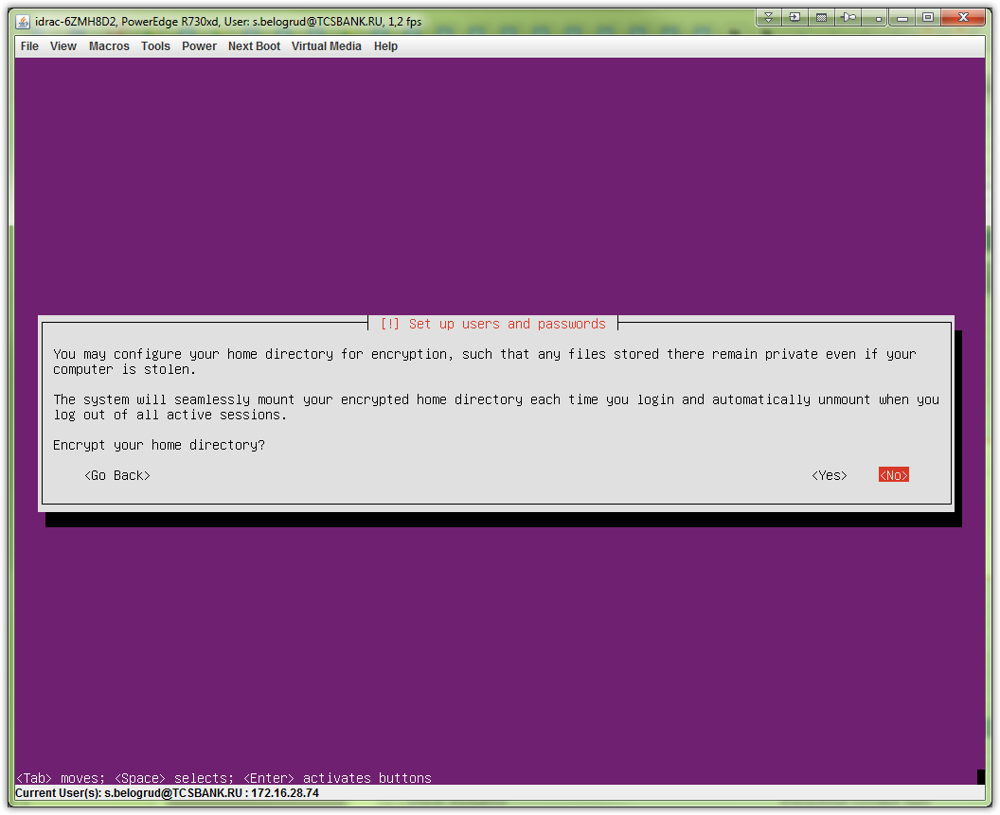 idrac-6ZMH8D2, PowerEdge R730xd, User: s.belogrud@TCSBANK.RU, 1,2 fps
File View Macros Tools Power Next Boot Virtual Media Help
[!] Set up users and passwords
You may configure your home directory for encryption, such that any files stored there remain private even if your
computer is stolen.
The system will seamlessly mount your encrypted home directory each time you login and automatically unmount when you
log out of all active sessions.
Encrypt your home directory?
<Go Back> <Yes> <No>
<Tab> moves; <Space> selects; <Enter> activates buttons
Current User(s): s.belogrud@TCSBANK.RU : 172.16.28.74